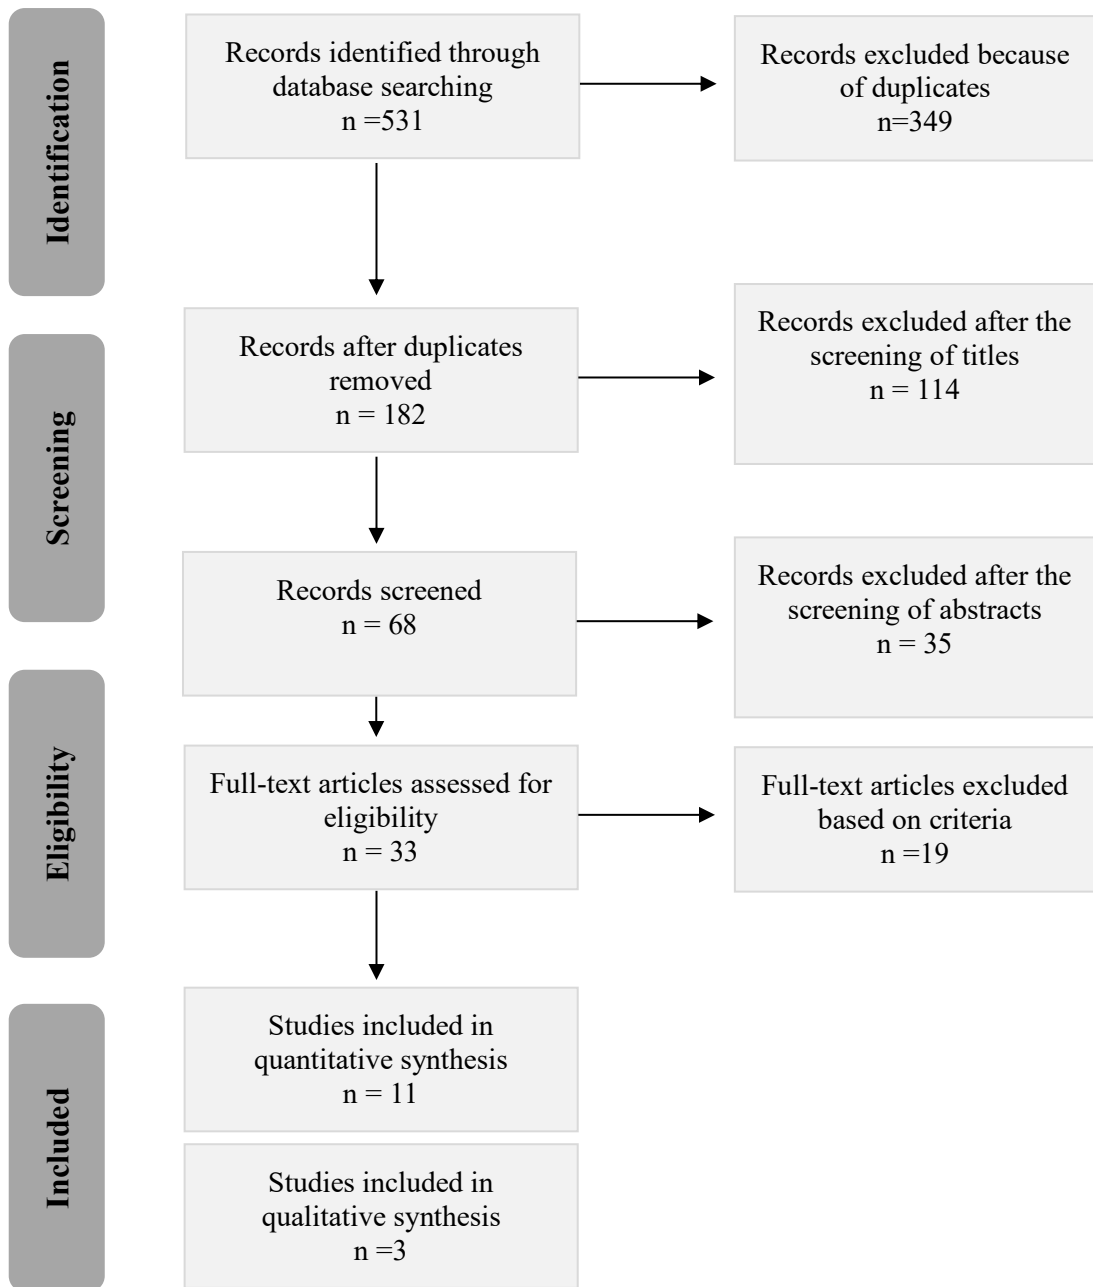 Identification
Records identified through
database searching
n =531
Records excluded because
of duplicates
n=349
Screening
Records after duplicates
removed
n = 182
Records excluded after the
screening of titles
n = 114
Records screened
n = 68
Records excluded after the
screening of abstracts
n = 35
Eligibility
Full-text articles assessed for
eligibility
n = 33
Full-text articles excluded
based on criteria
n =19
Included
Studies included in
quantitative synthesis
n = 11
Studies included in
qualitative synthesis
n =3